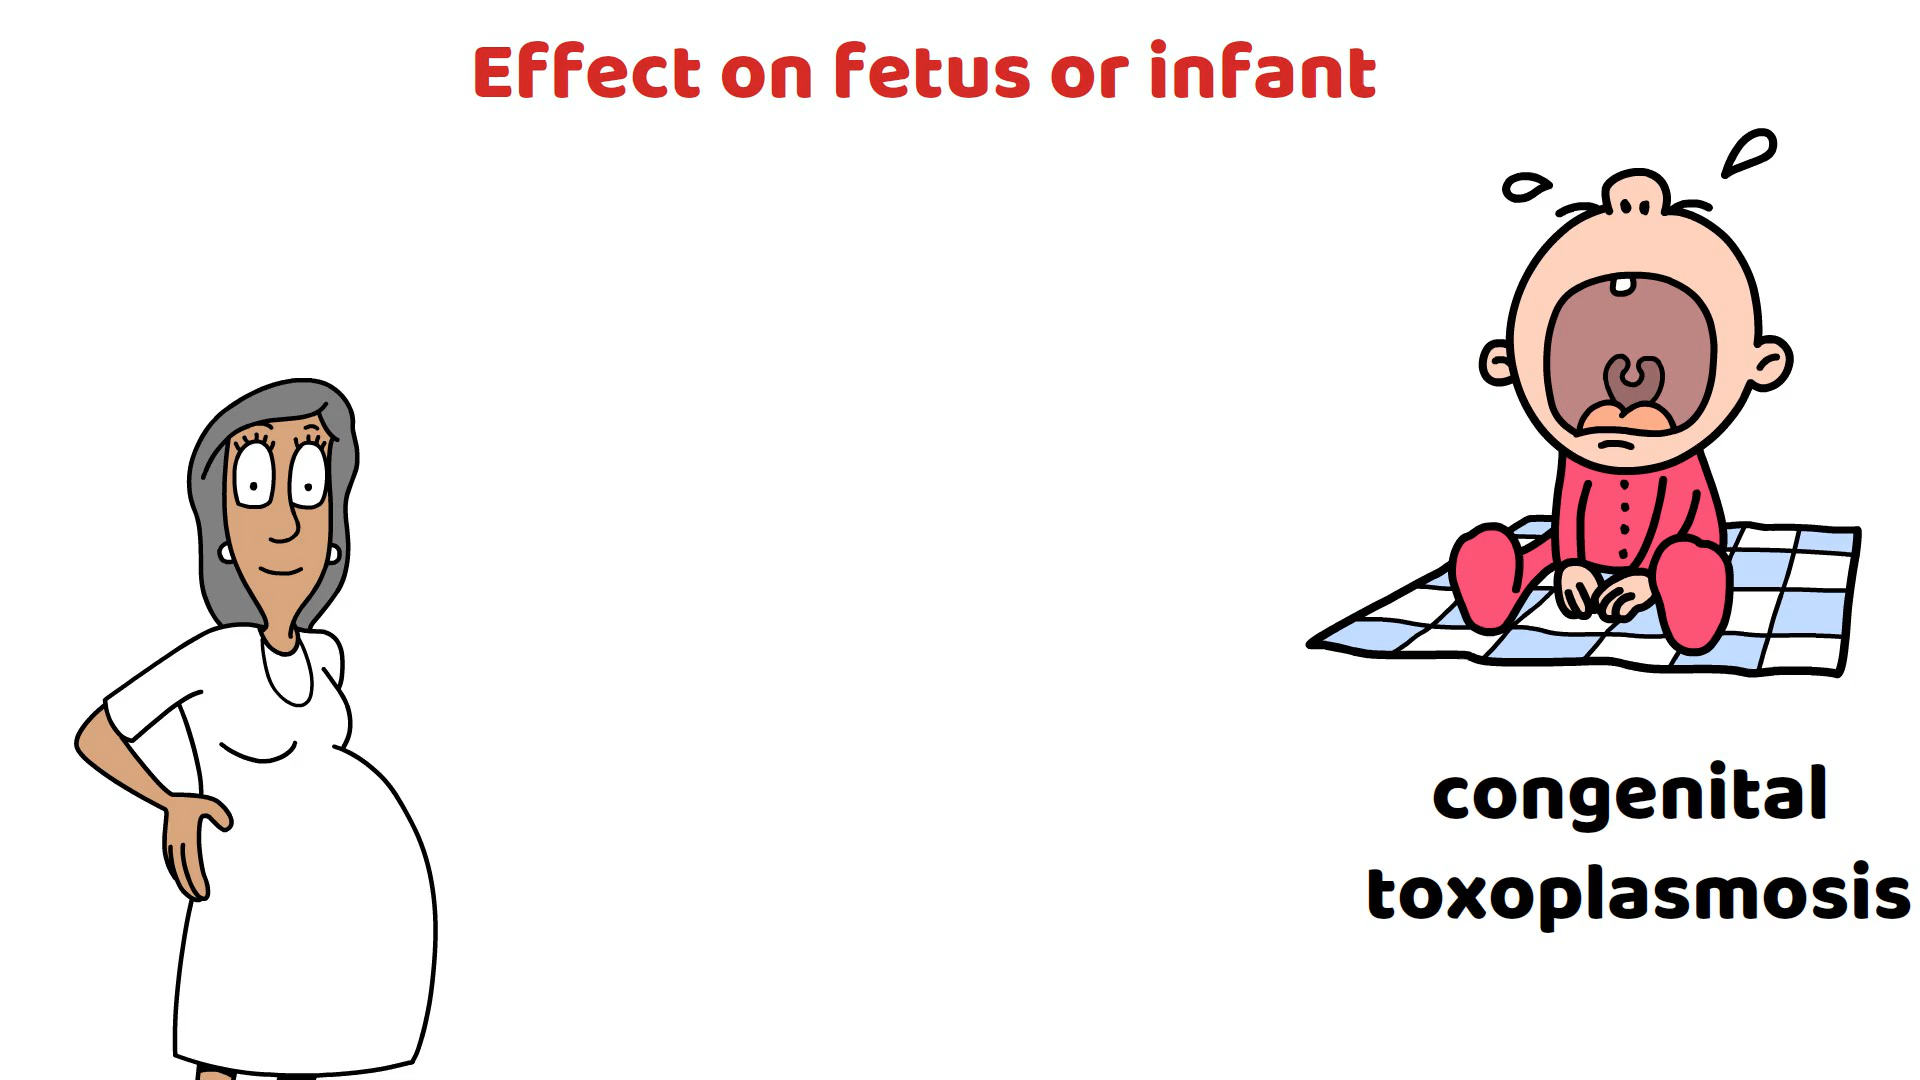 Effect on fetus or infant
congenital
toxoplasmosis